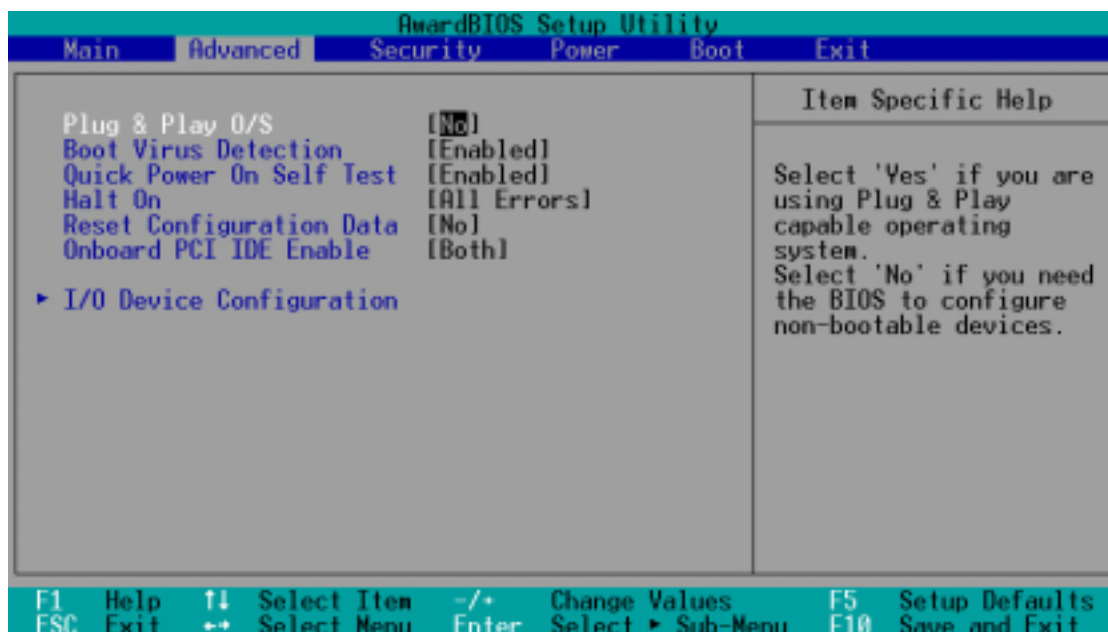 AwardBIOS Setup Utility
Main Advanced Security Power Boot Exit
Plug & Play O/S [No]
Boot Virus Detection [Enabled]
Quick Power On Self Test [Enabled]
Halt On [All Errors]
Reset Configuration Data [No]
Onboard PCI IDE Enable [Both]
▸ I/O Device Configuration
Item Specific Help
Select 'Yes' if you are
using Plug & Play
capable operating
system.
Select 'No' if you need
the BIOS to configure
non-bootable devices.
F1 Help ↑↓ Select Item -/+ Change Values F5 Setup Defaults
ESC Exit ←→ Select Menu Enter Select ▸ Sub-Menu F10 Save and Exit